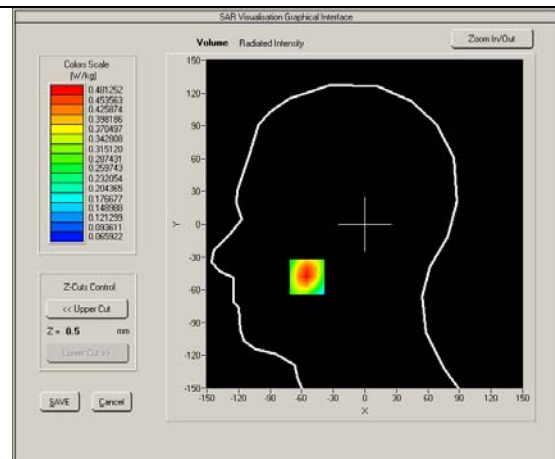 SAR Visualisation Graphical Interface
Volume Radiated Intensity
Zoom In/Out
Colors Scale
(W/kg)
0.481252
0.453563
0.425874
0.398186
0.370497
0.342808
0.315120
0.287431
0.259743
0.232054
0.204365
0.176677
0.148988
0.121299
0.093611
0.065922
Z-Cuts Control
<< Upper Cut
Z = 0.5 mm
Lower Cut >>
SAVE Cancel
150
120
90
60
30
0
-30
-60
-90
-120
-150
Y
-150 -120 -90 -60 -30 0 30 60 90 120 150
X